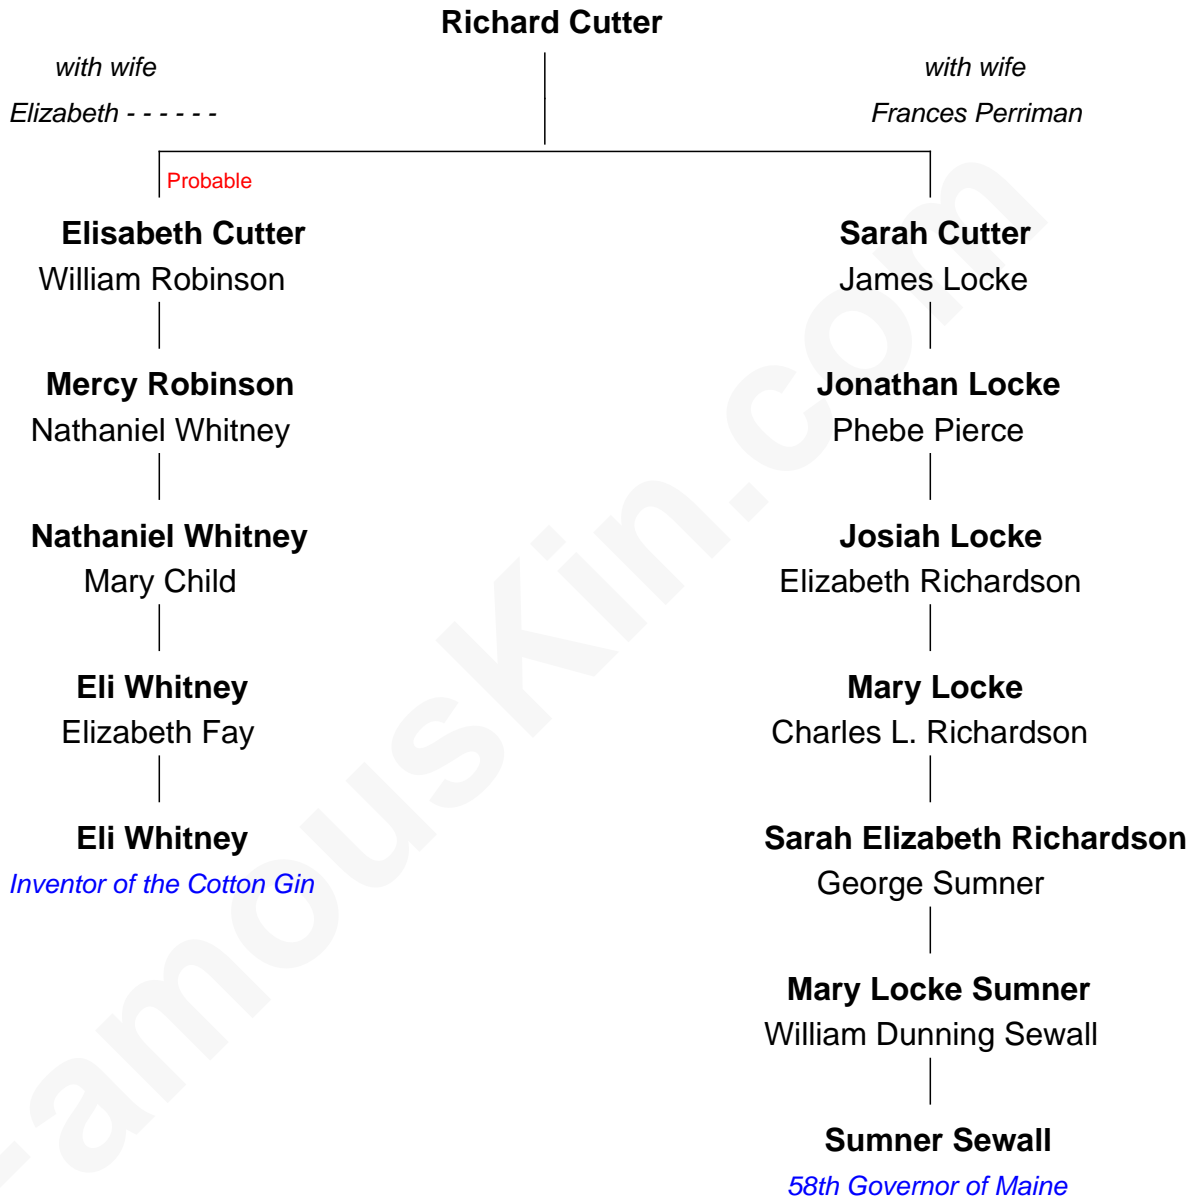 Richard Cutter
with wife
with wife
Elizabeth - - - - - -
Frances Perriman
Probable
Elisabeth Cutter
Sarah Cutter
William Robinson
James Locke
Mercy Robinson
Jonathan Locke
Nathaniel Whitney
Phebe Pierce
Nathaniel Whitney
Josiah Locke
Mary Child
Elizabeth Richardson
Eli Whitney
Mary Locke
Elizabeth Fay
Charles L. Richardson
Eli Whitney
Sarah Elizabeth Richardson
Inventor of the Cotton Gin
George Sumner
Mary Locke Sumner
William Dunning Sewall
Sumner Sewall
58th Governor of Maine
FamousKin.com